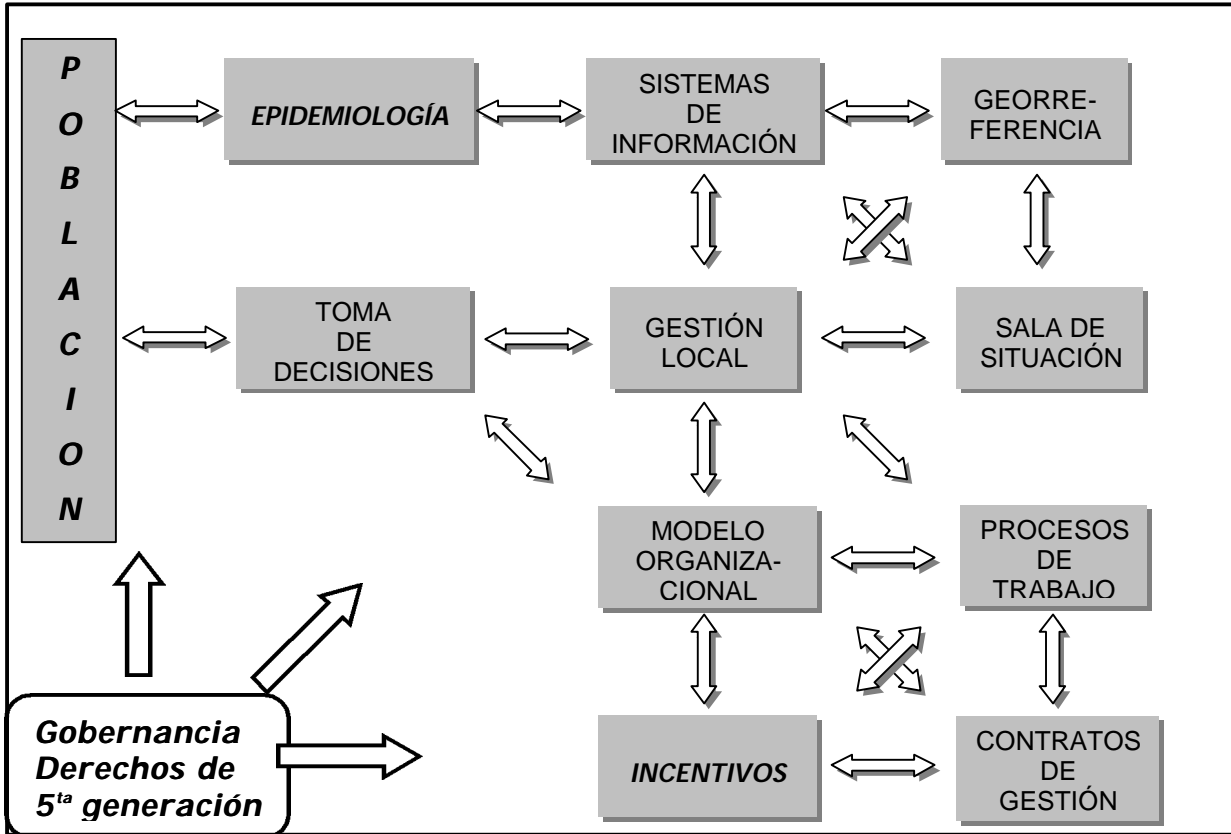 P
O
B
L
A
C
I
O
N
EPIDEMIOLOGÍA
SISTEMAS
DE
INFORMACIÓN
GEORRE-
FERENCIA
TOMA
DE
DECISIONES
GESTIÓN
LOCAL
SALA DE
SITUACIÓN
MODELO
ORGANIZA-
CIONAL
PROCESOS
DE
TRABAJO
INCENTIVOS
CONTRATOS
DE
GESTIÓN
Gobernancia
Derechos de
5ta generación